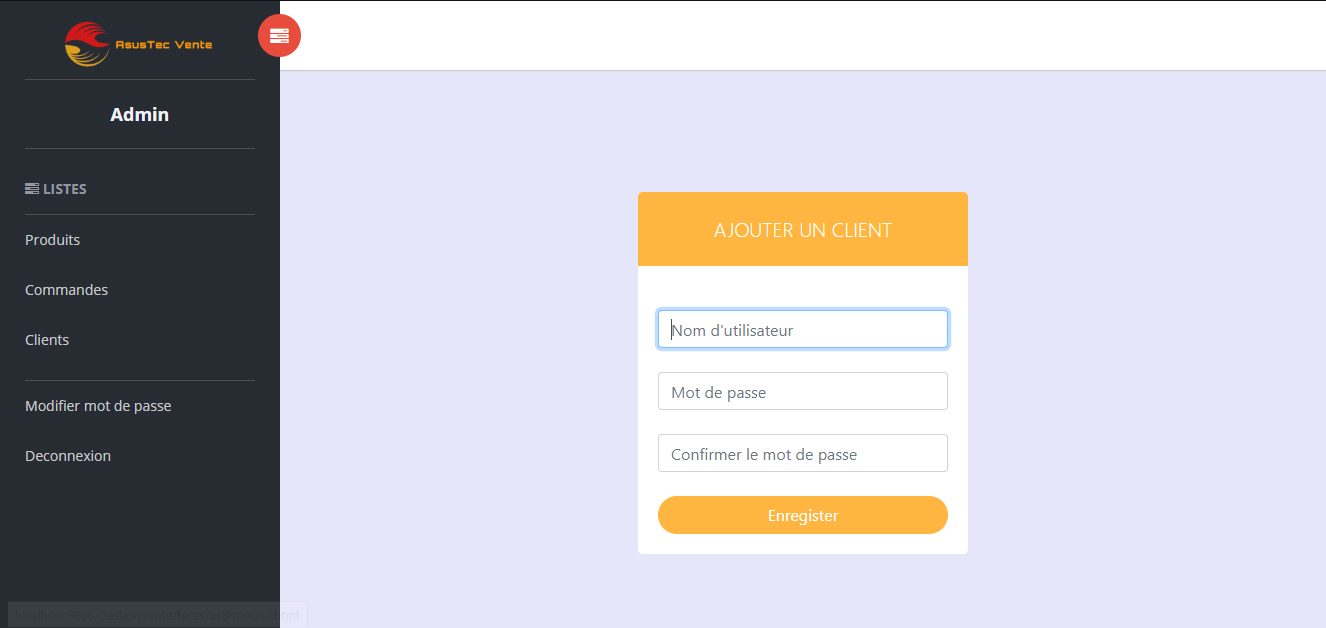 AsusTec Vente
Admin
LISTES
Produits
Commandes
Clients
Modifier mot de passe
Deconnexion
AJOUTER UN CLIENT
Nom d'utilisateur
Mot de passe
Confirmer le mot de passe
Enregister